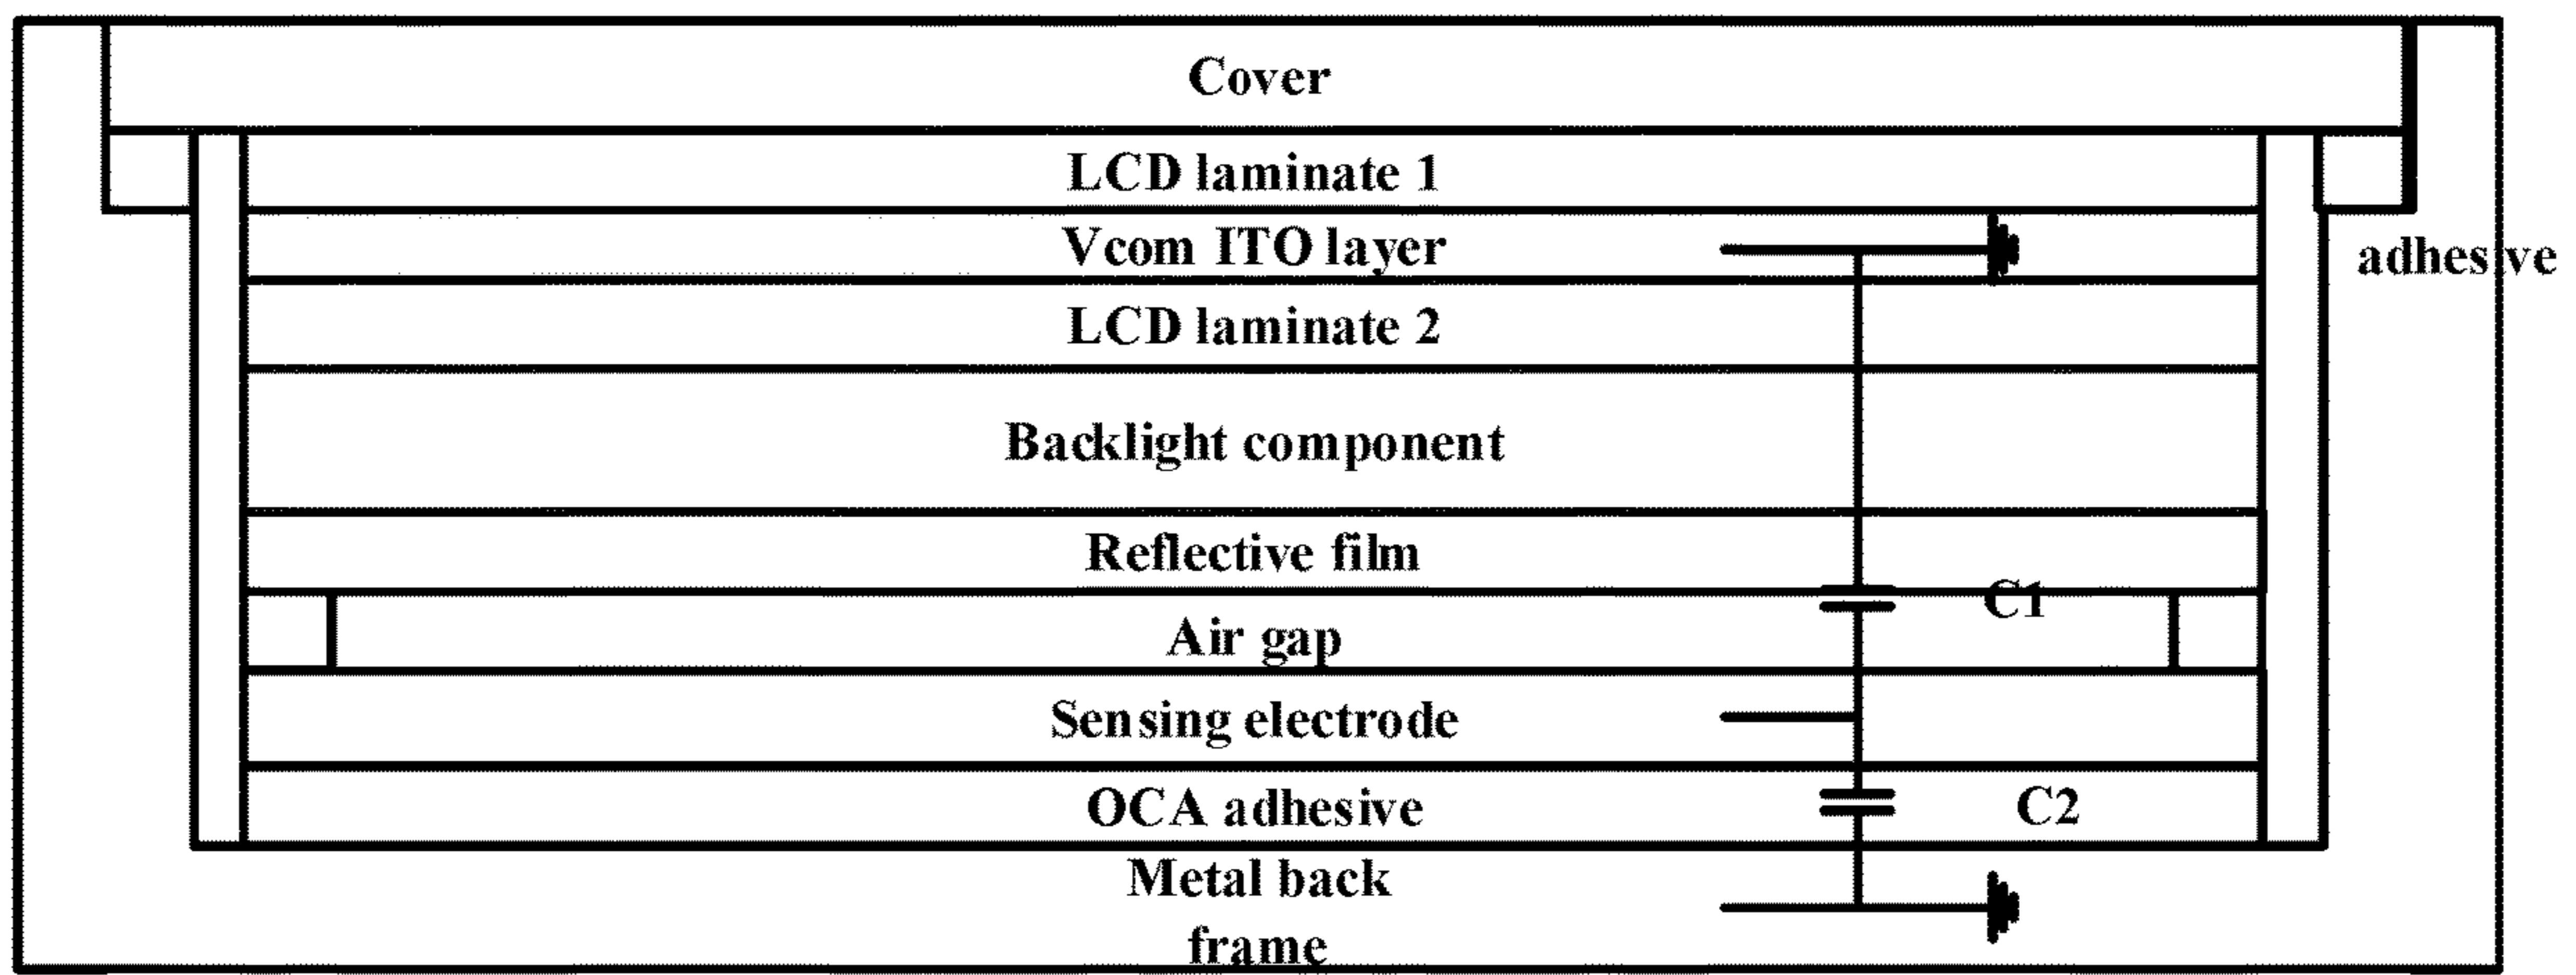 Cover
LCD laminate 1
Vcom ITO layer
adhesive
LCD laminate 2
Backlight component
Reflective film
C1
Air gap
Sensing electrode
OCA adhesive
C2
Metal back
frame